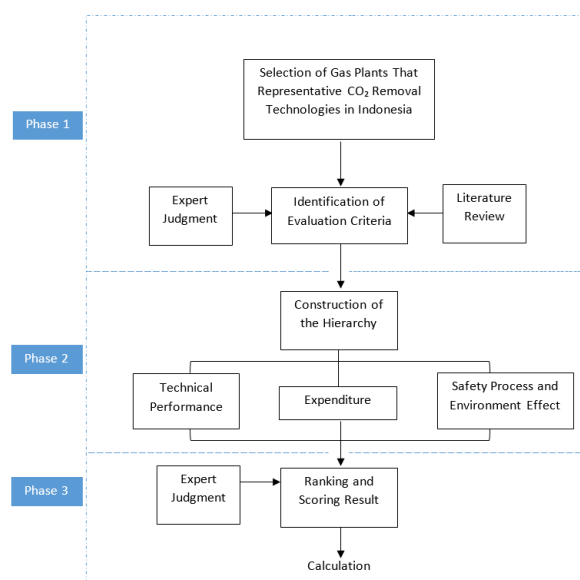 Phase 1
Selection of Gas Plants That
Representative CO₂ Removal
Technologies in Indonesia
Expert
Judgment
Identification of
Evaluation Criteria
Literature
Review
Phase 2
Construction of
the Hierarchy
Technical
Performance
Expenditure
Safety Process and
Environment Effect
Phase 3
Expert
Judgment
Ranking and
Scoring Result
Calculation